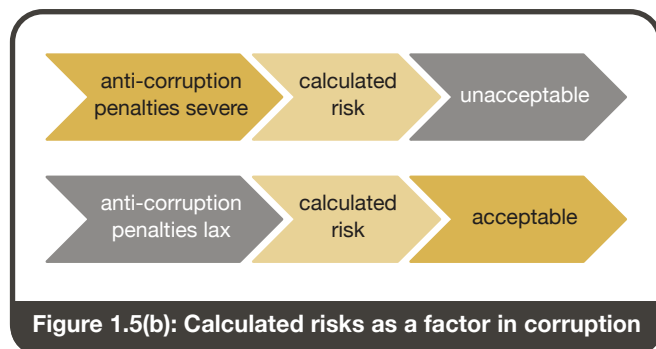 anti-corruption
penalties severe
calculated
risk
unacceptable
anti-corruption
penalties lax
calculated
risk
acceptable
Figure 1.5(b): Calculated risks as a factor in corruption